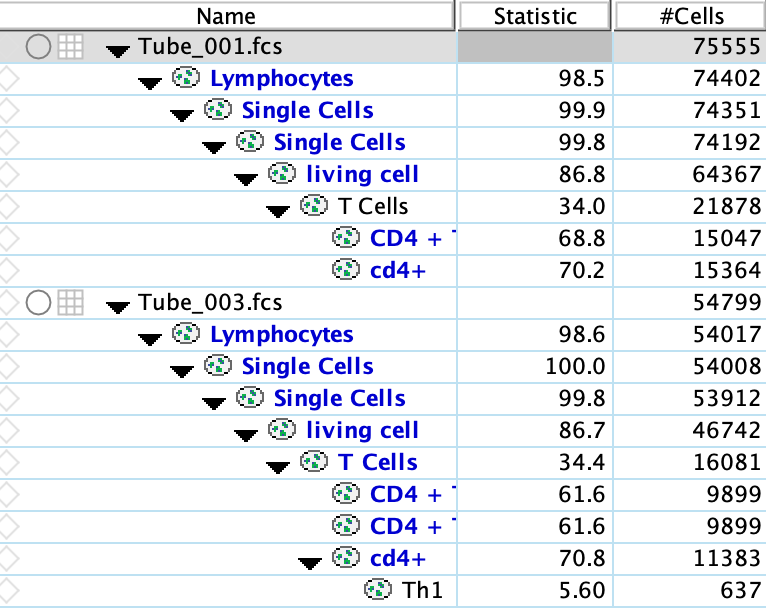 Name Statistic #Cells
Tube_001.fcs 75555
Lymphocytes 98.5 74402
Single Cells 99.9 74351
Single Cells 99.8 74192
living cell 86.8 64367
T Cells 34.0 21878
CD4 + 68.8 15047
cd4+ 70.2 15364
Tube_003.fcs 54799
Lymphocytes 98.6 54017
Single Cells 100.0 54008
Single Cells 99.8 53912
living cell 86.7 46742
T Cells 34.4 16081
CD4 + 61.6 9899
CD4 + 61.6 9899
cd4+ 70.8 11383
Th1 5.60 637